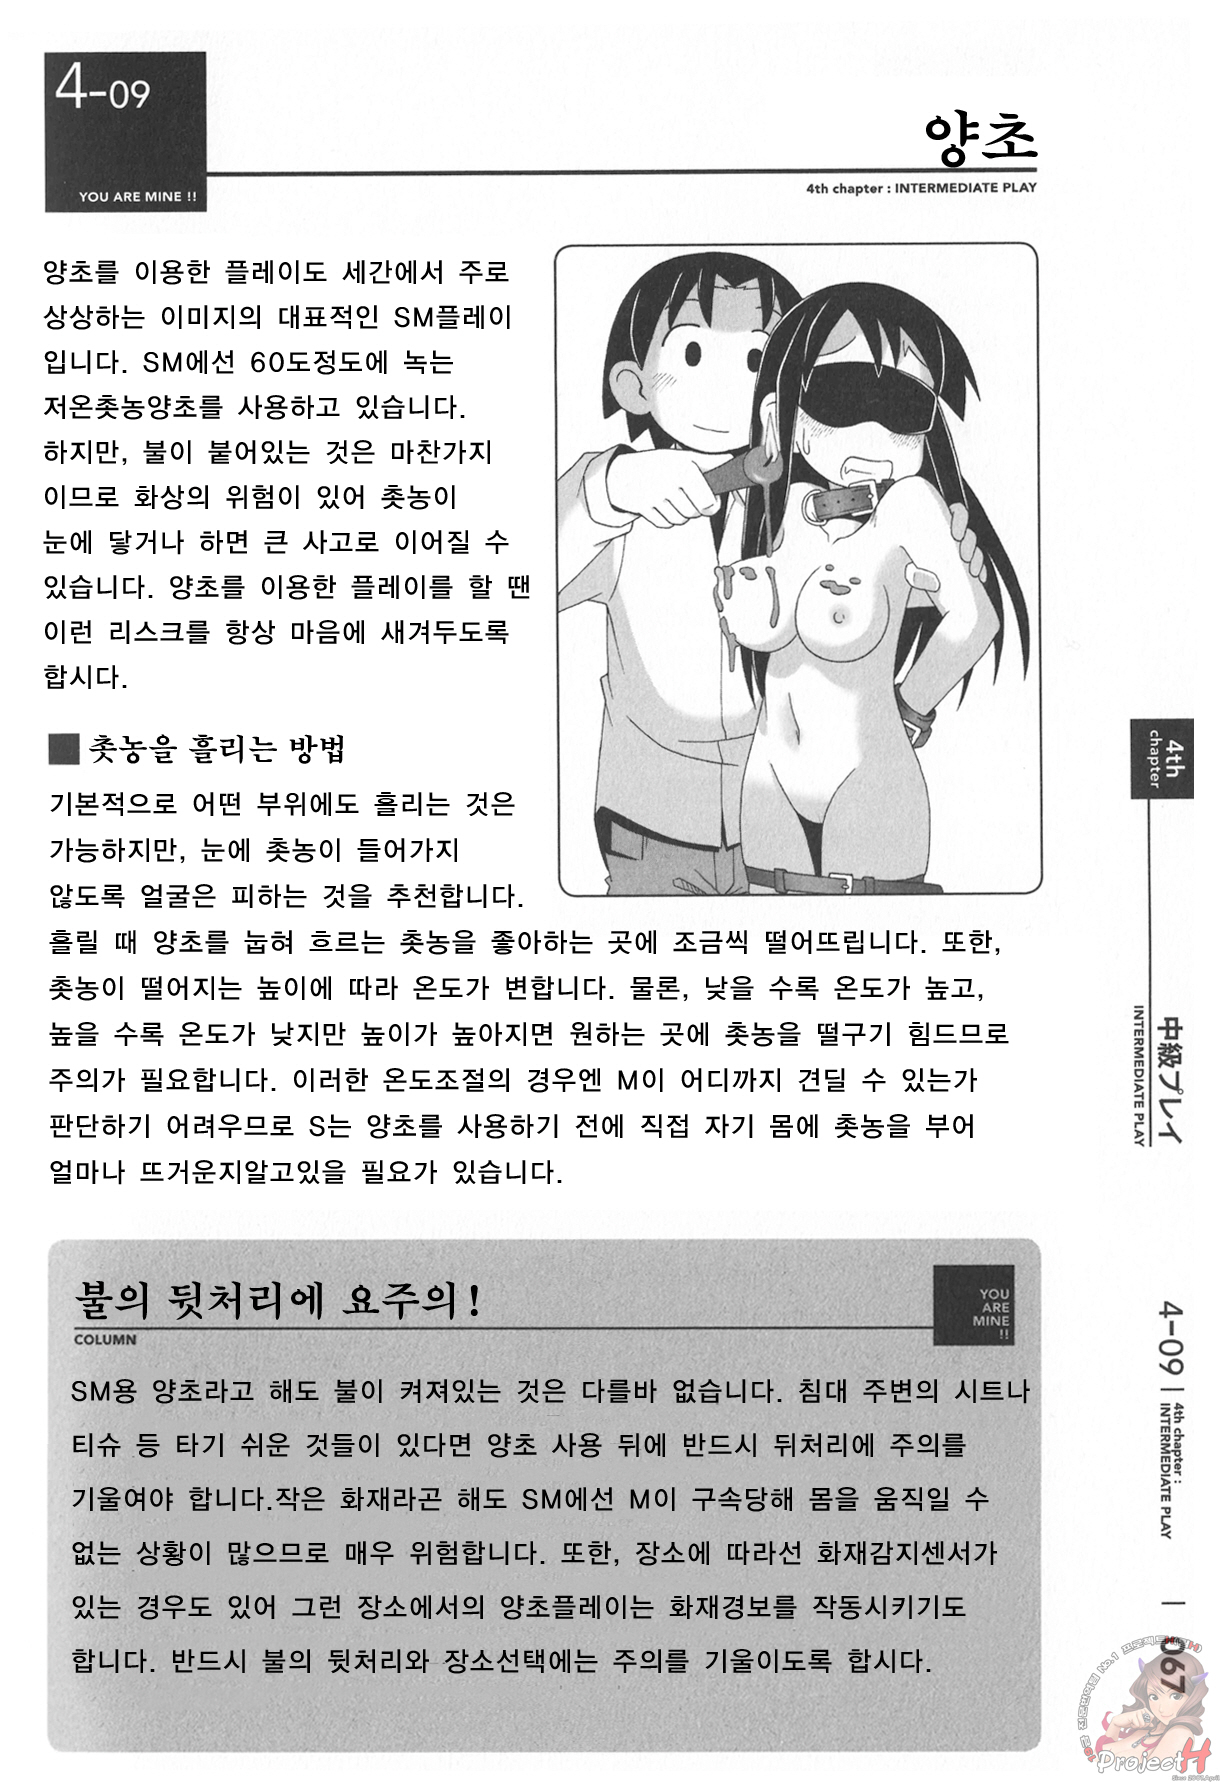 4-09
YOU ARE MINE !!
양초
4th chapter : INTERMEDIATE PLAY
양초를 이용한 플레이도 세간에서 주로
상상하는 이미지의 대표적인 SM플레이
입니다. SM에선 60도정도에 녹는
저온촛농양초를 사용하고 있습니다.
하지만, 불이 붙어있는 것은 마찬가지
이므로 화상의 위험이 있어 촛농이
눈에 닿거나 하면 큰 사고로 이어질 수
있습니다. 양초를 이용한 플레이를 할 땐
이런 리스크를 항상 마음에 새겨두도록
합시다.
촛농을 흘리는 방법
기본적으로 어떤 부위에도 흘리는 것은
가능하지만, 눈에 촛농이 들어가지
않도록 얼굴은 피하는 것을 추천합니다.
흘릴 때 양초를 눕혀 흐르는 촛농을 좋아하는 곳에 조금씩 떨어뜨립니다. 또한,
촛농이 떨어지는 높이에 따라 온도가 변합니다. 물론, 낮을 수록 온도가 높고,
높을 수록 온도가 낮지만 높이가 높아지면 원하는 곳에 촛농을 떨구기 힘드므로
주의가 필요합니다. 이러한 온도조절의 경우엔 M이 어디까지 견딜 수 있는가
판단하기 어려우므로 S는 양초를 사용하기 전에 직접 자기 몸에 촛농을 부어
얼마나 뜨거운지알고있을 필요가 있습니다.
불의 뒷처리에 요주의!
COLUMN
YOU
ARE
MINE
!!
SM용 양초라고 해도 불이 켜져있는 것은 다를바 없습니다. 침대 주변의 시트나
티슈 등 타기 쉬운 것들이 있다면 양초 사용 뒤에 반드시 뒤처리에 주의를
기울여야 합니다.작은 화재라곤 해도 SM에선 M이 구속당해 몸을 움직일 수
없는 상황이 많으므로 매우 위험합니다. 또한, 장소에 따라선 화재감지센서가
있는 경우도 있어 그런 장소에서의 양초플레이는 화재경보를 작동시키기도
합니다. 반드시 불의 뒷처리와 장소선택에는 주의를 기울이도록 합시다.
4th
chapter
中級プレイ
INTERMEDIATE PLAY
4-09
4th chapter :
INTERMEDIATE PLAY
067
Project H
Since 2008.April